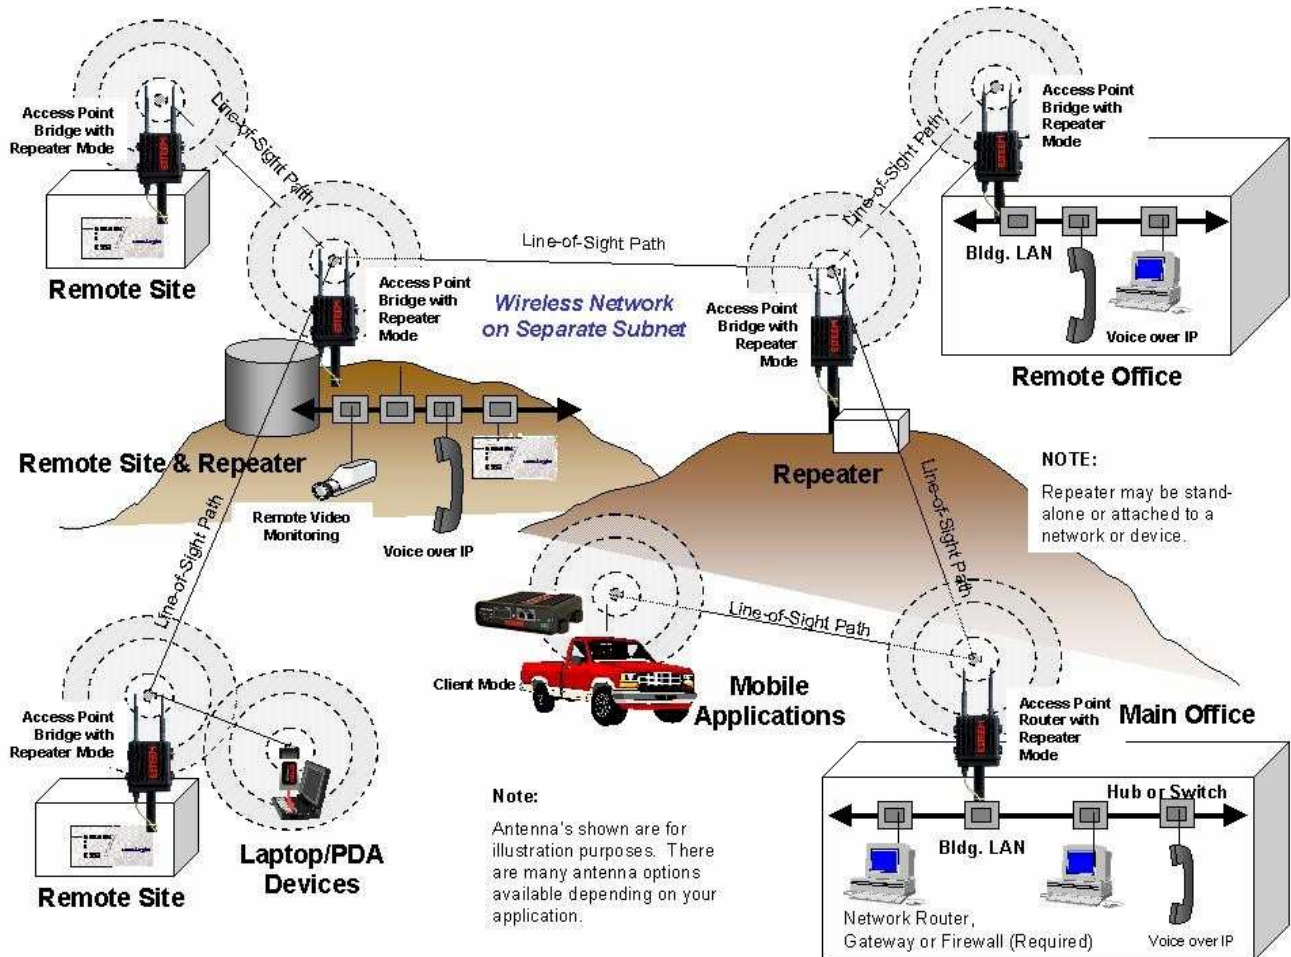 Access Point
Bridge with
Repeater Mode
Line-of-Sight Path
Remote Site
Access Point
Bridge with
Repeater
Mode
Line-of-Sight Path
Wireless Network
on Separate Subnet
Access Point
Bridge with
Repeater
Mode
Line-of-Sight Path
Access Point
Bridge with
Repeater
Mode
Bldg. LAN
Voice over IP
Remote Office
Remote Site & Repeater
Remote Video
Monitoring
Voice over IP
Repeater
Line-of-Sight Path
NOTE:
Repeater may be stand-
alone or attached to a
network or device.
Line-of-Sight Path
Access Point
Bridge with
Repeater Mode
Remote Site
Laptop/PDA
Devices
Client Mode
Mobile
Applications
Line-of-Sight Path
Note:
Antenna's shown are for
illustration purposes. There
are many antenna options
available depending on your
application.
Access Point
Router with
Repeater
Mode
Main Office
Hub or Switch
Bldg. LAN
Network Router,
Gateway or Firewall (Required)
Voice over IP
ESTEEM
ESTEEM
ESTEEM
ESTEEM
ESTEEM
ESTEEM